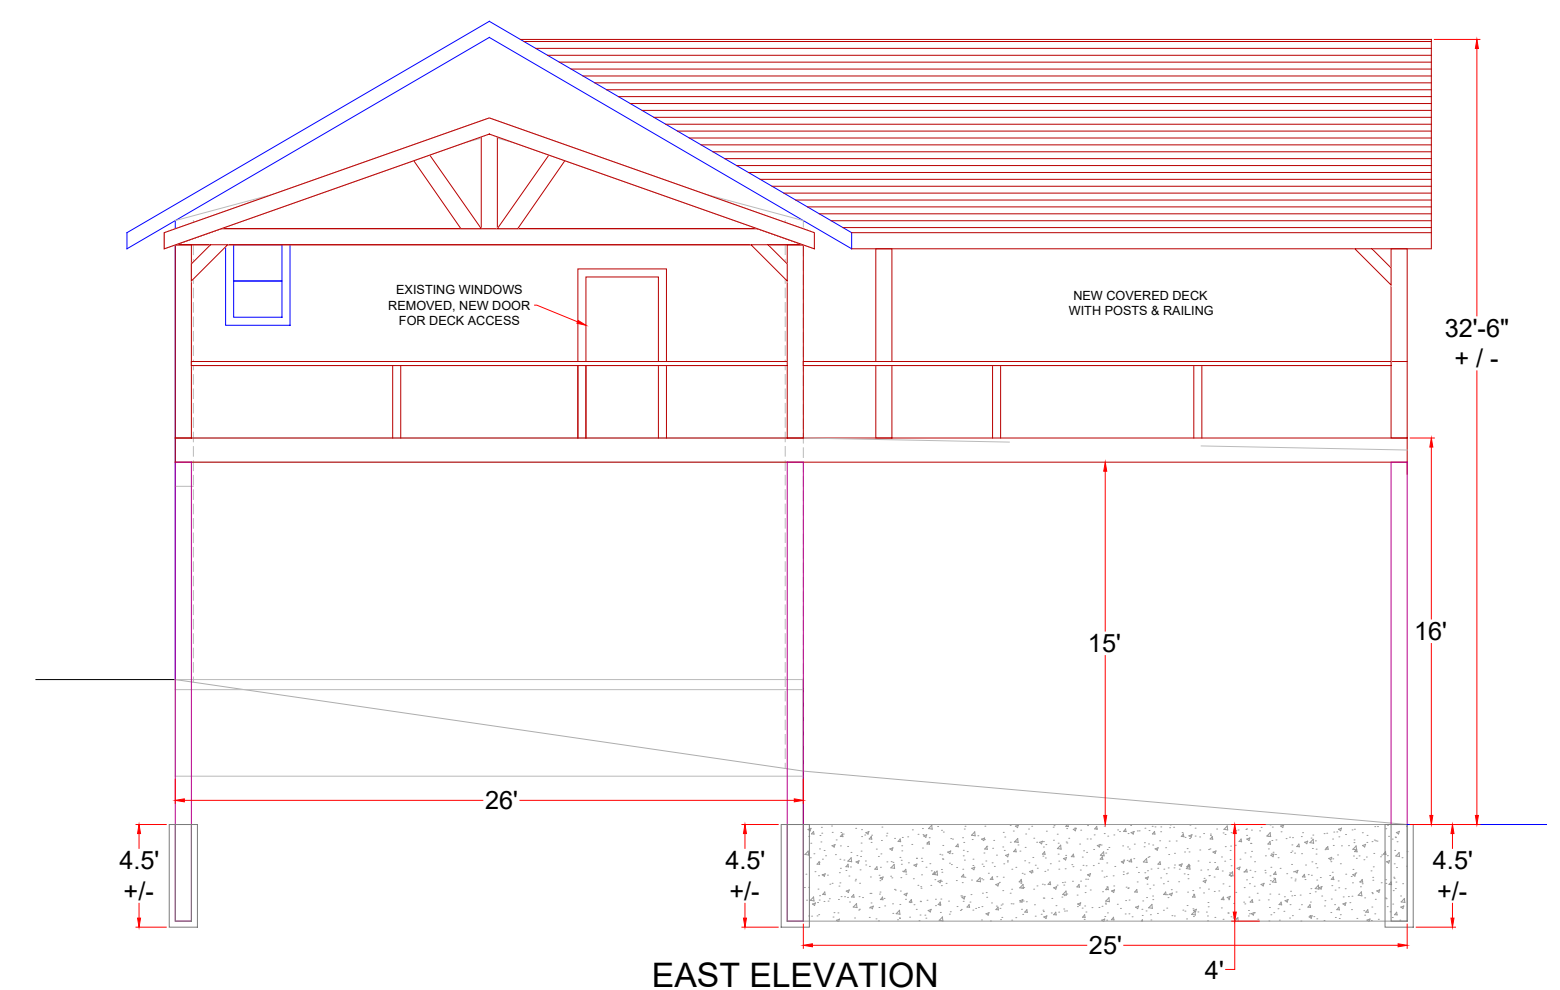 EXISTING WINDOWS
REMOVED, NEW DOOR
FOR DECK ACCESS
NEW COVERED DECK
WITH POSTS & RAILING
32'-6"
+ / -
16'
15'
26'
4.5'
+/-
4.5'
+/-
4.5'
+/-
25'
4'
EAST ELEVATION